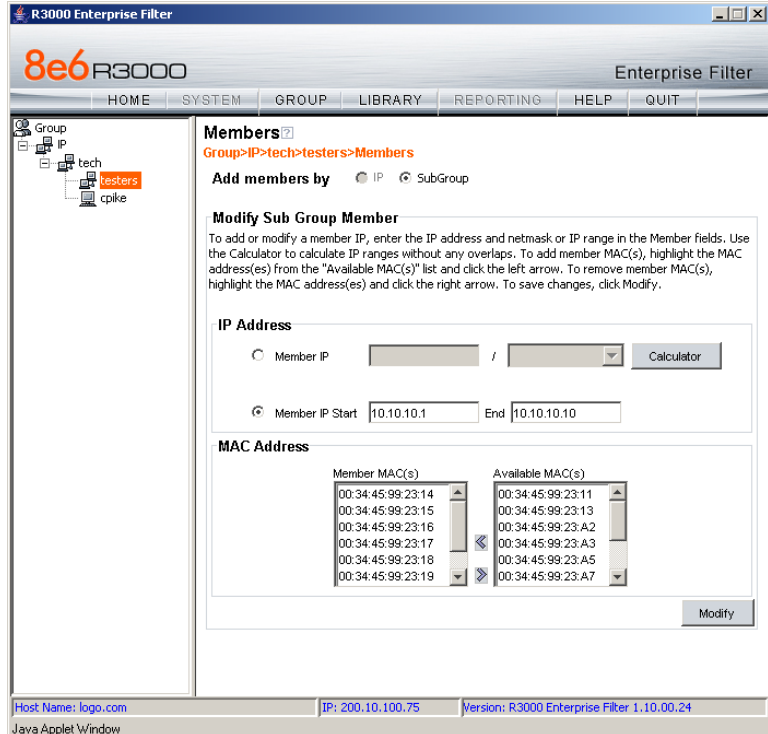 R3000 Enterprise Filter
8e6 R3000
Enterprise Filter
HOME SYSTEM GROUP LIBRARY REPORTING HELP QUIT
Group
IP
tech
testers
cpike
Members ?
Group>IP>tech>testers>Members
Add members by IP SubGroup
Modify Sub Group Member
To add or modify a member IP, enter the IP address and netmask or IP range in the Member fields. Use
the Calculator to calculate IP ranges without any overlaps. To add member MAC(s), highlight the MAC
address(es) from the "Available MAC(s)" list and click the left arrow. To remove member MAC(s),
highlight the MAC address(es) and click the right arrow. To save changes, click Modify.
IP Address
Member IP / Calculator
Member IP Start 10.10.10.1 End 10.10.10.10
MAC Address
Member MAC(s)
00:34:45:99:23:14
00:34:45:99:23:15
00:34:45:99:23:16
00:34:45:99:23:17
00:34:45:99:23:18
00:34:45:99:23:19
Available MAC(s)
00:34:45:99:23:11
00:34:45:99:23:13
00:34:45:99:23:A2
00:34:45:99:23:A3
00:34:45:99:23:A5
00:34:45:99:23:A7
Modify
Host Name: logo.com IP: 200.10.100.75 Version: R3000 Enterprise Filter 1.10.00.24
Java Applet Window